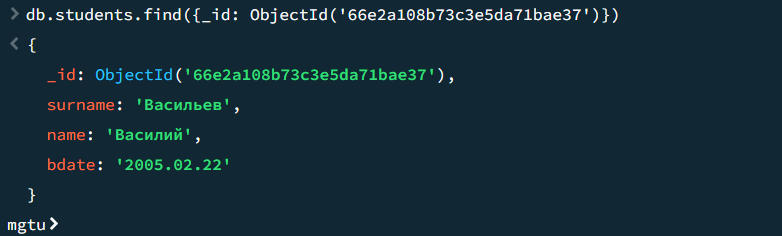 > db.students.find({_id: ObjectId('66e2a108b73c3e5da71bae37')})
< {
_id: ObjectId('66e2a108b73c3e5da71bae37'),
surname: 'Васильев',
name: 'Василий',
bdate: '2005.02.22'
}
mgtu>